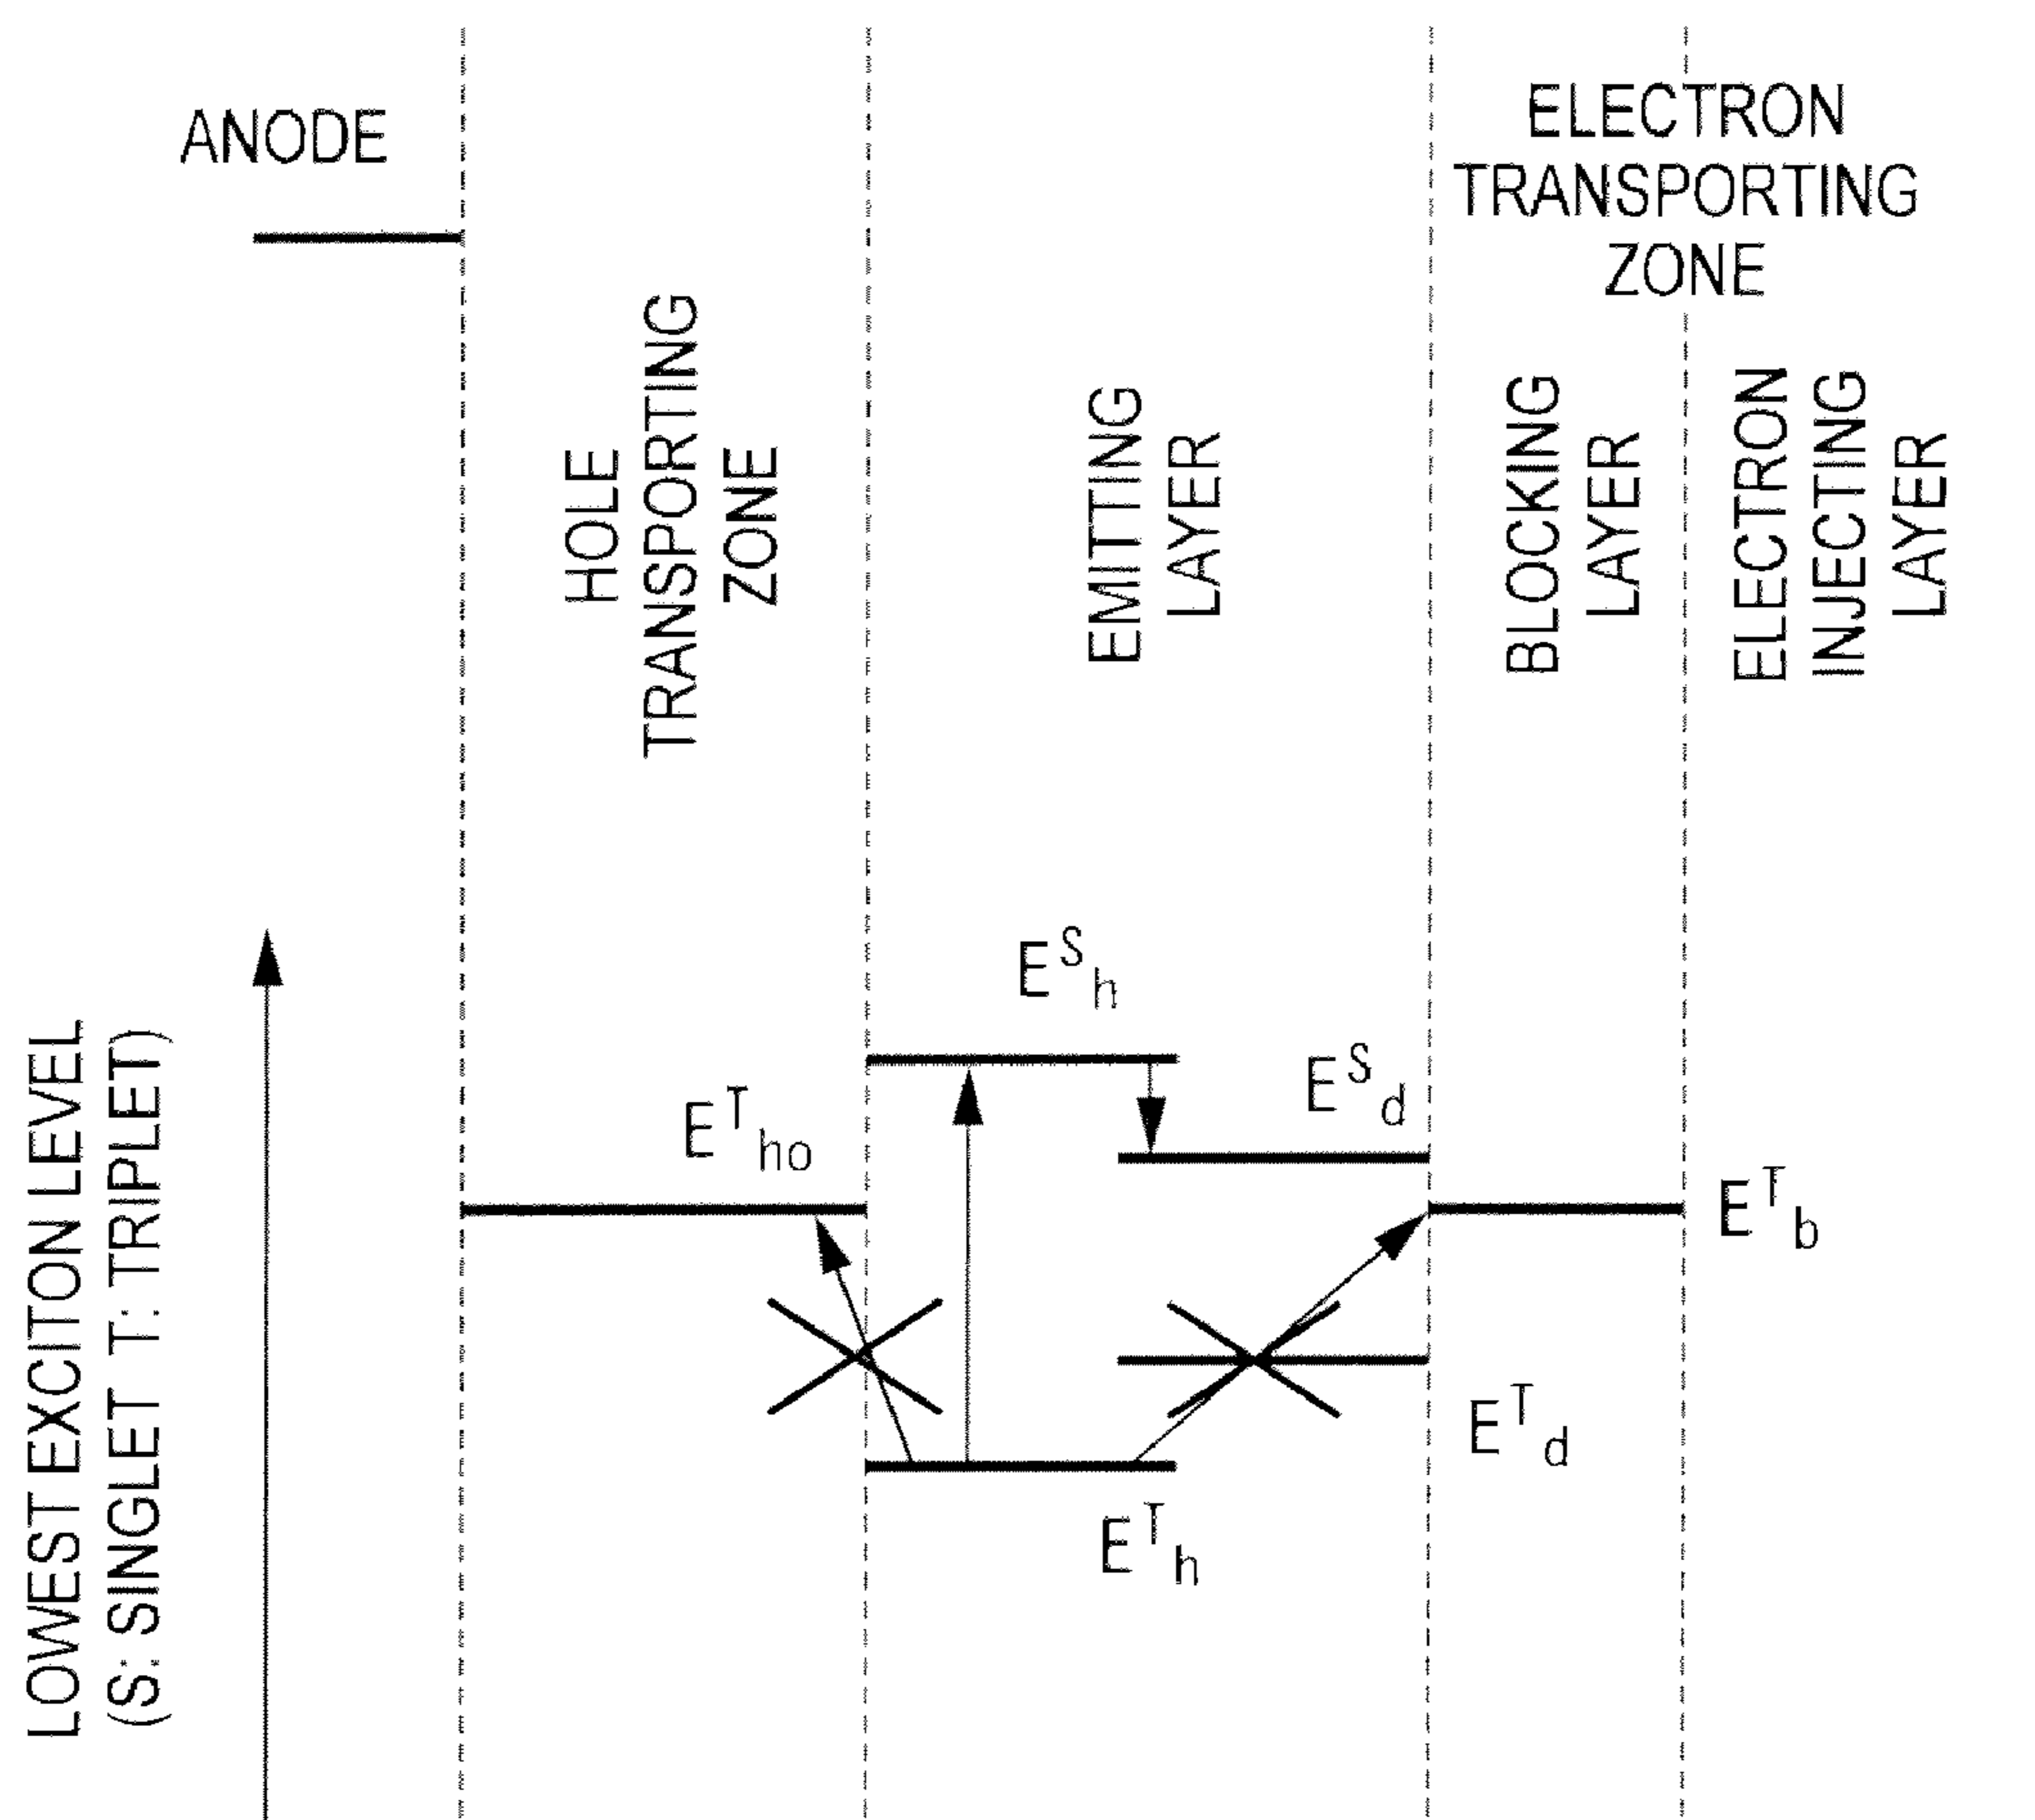 ANODE
ELECTRON
TRANSPORTING
ZONE
HOLE
TRANSPORTING
ZONE
EMITTING
LAYER
BLOCKING
LAYER
ELECTRON
INJECTING
LAYER
LOWEST EXCITON LEVEL
(S: SINGLET T: TRIPLET)
E^S_h
E^S_d
E^T_ho
E^T_b
E^T_d
E^T_h